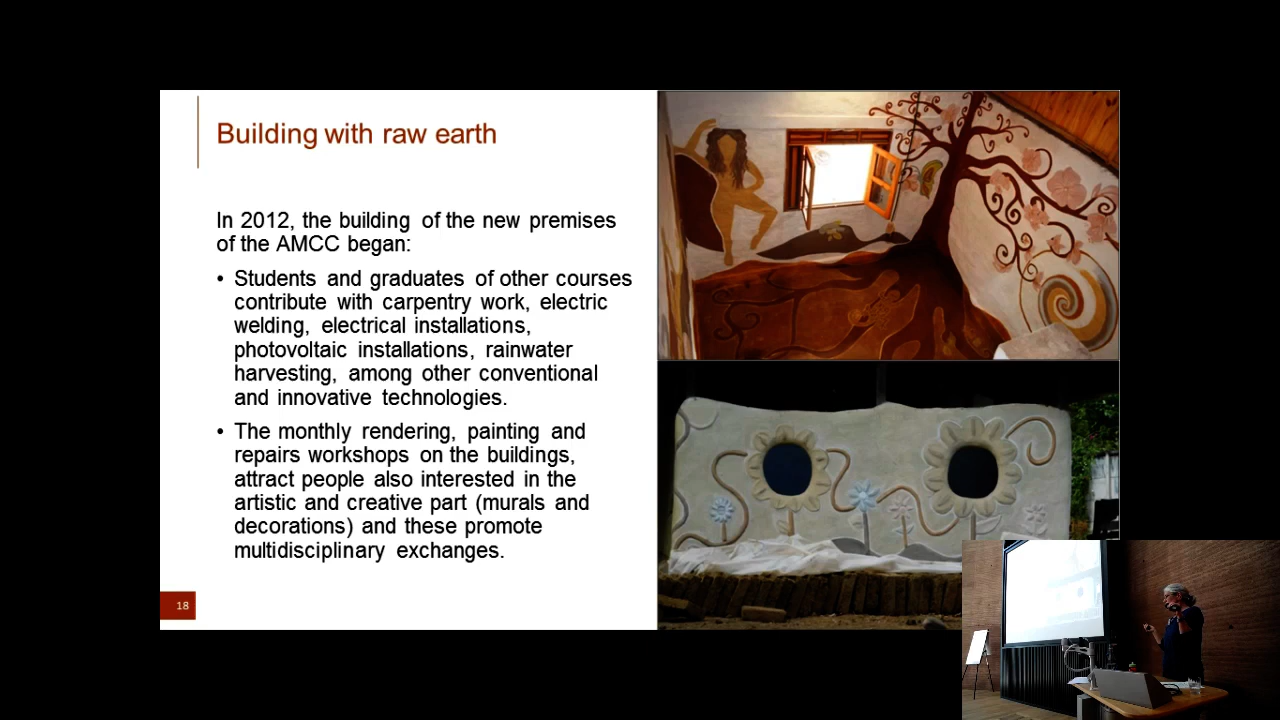 Building with raw earth
In 2012, the building of the new premises
of the AMCC began:
• Students and graduates of other courses
contribute with carpentry work, electric
welding, electrical installations,
photovoltaic installations, rainwater
harvesting, among other conventional
and innovative technologies.
• The monthly rendering, painting and
repairs workshops on the buildings,
attract people also interested in the
artistic and creative part (murals and
decorations) and these promote
multidisciplinary exchanges.
18